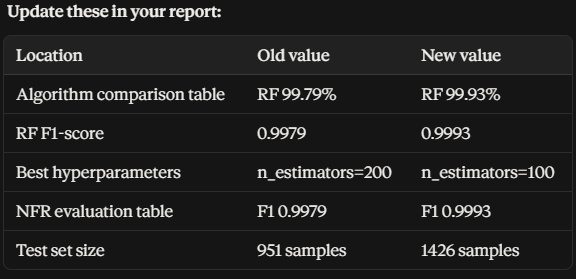 Update these in your report:
Location Old value New value
Algorithm comparison table RF 99.79% RF 99.93%
RF F1-score 0.9979 0.9993
Best hyperparameters n_estimators=200 n_estimators=100
NFR evaluation table F1 0.9979 F1 0.9993
Test set size 951 samples 1426 samples